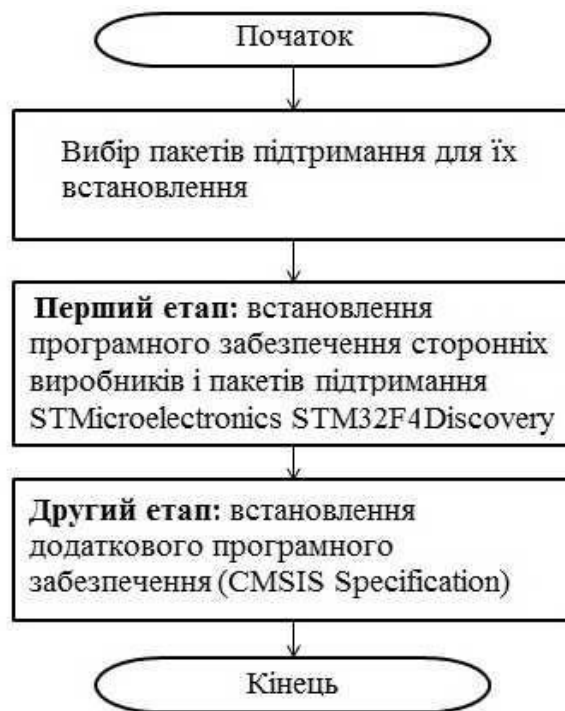 Початок
Вибір пакетів підтримання для їх
встановлення
Перший етап: встановлення
програмного забезпечення сторонніх
виробників і пакетів підтримання
STMicroelectronics STM32F4Discovery
Другий етап: встановлення
додаткового програмного
забезпечення (CMSIS Specification)
Кінець